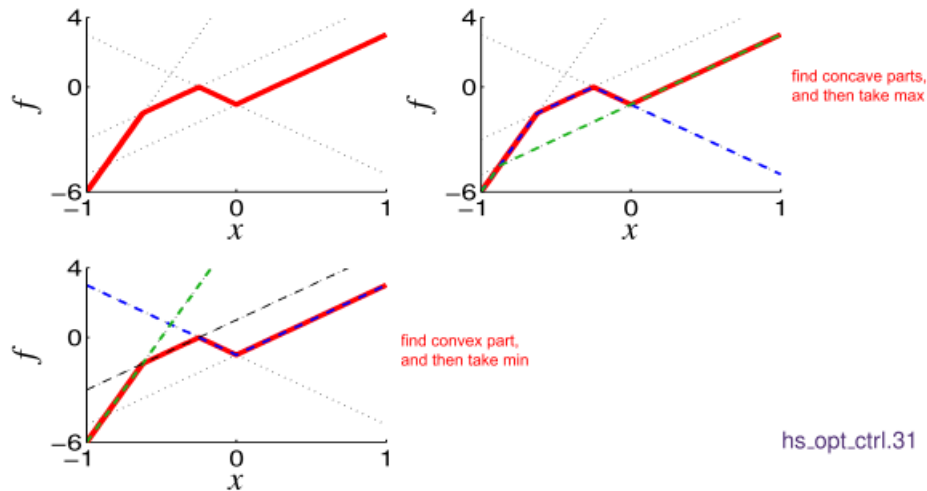 4
0
−6
f
−1
0
1
x
4
0
−6
f
−1
0
1
x
find concave parts,
and then take max
4
0
−6
f
−1
0
1
x
find convex part,
and then take min
hs_opt_ctrl.31